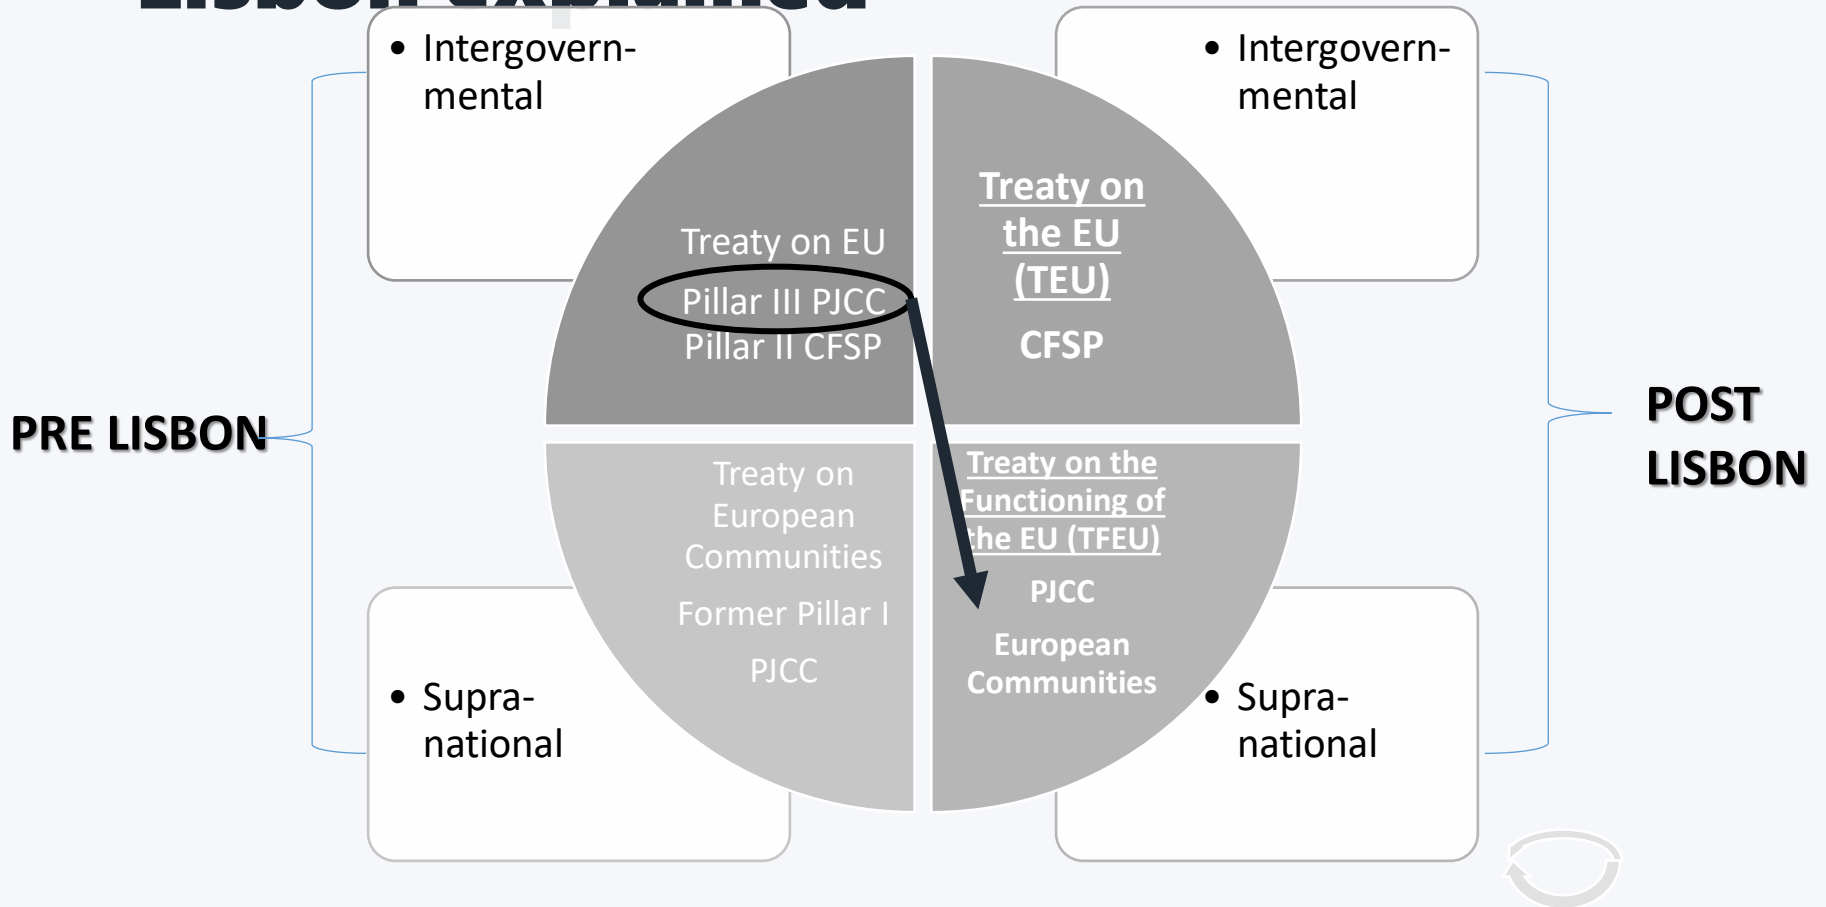 Lisbon explained
• Intergovern-
mental
• Intergovern-
mental
Treaty on EU
Pillar III PJCC
Pillar II CFSP
Treaty on
the EU
(TEU)
CFSP
PRE LISBON
POST
LISBON
Treaty on
European
Communities
Former Pillar I
PJCC
Treaty on the
Functioning of
the EU (TFEU)
PJCC
European
Communities
• Supra-
national
• Supra-
national